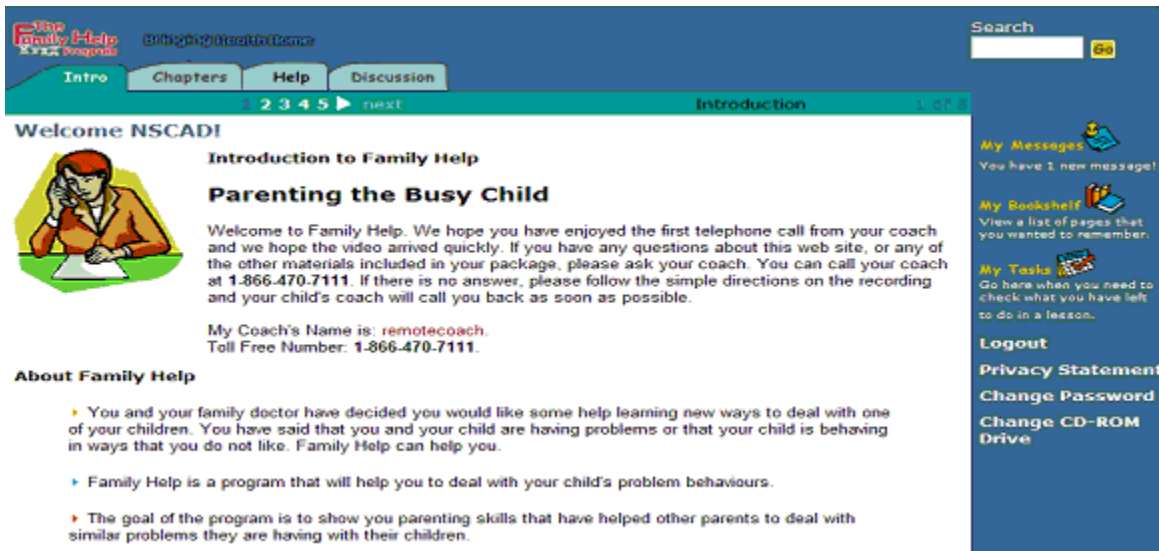 The
Family Help
Program
Bringing Health Home
Search
Go
Intro
Chapters
Help
Discussion
1 2 3 4 5 next
Introduction
1 of 5
Welcome NSCAD!
Introduction to Family Help
Parenting the Busy Child
Welcome to Family Help. We hope you have enjoyed the first telephone call from your coach
and we hope the video arrived quickly. If you have any questions about this web site, or any of
the other materials included in your package, please ask your coach. You can call your coach
at 1-866-470-7111. If there is no answer, please follow the simple directions on the recording
and your child's coach will call you back as soon as possible.
My Coach's Name is: remotecoach.
Toll Free Number: 1-866-470-7111.
About Family Help
You and your family doctor have decided you would like some help learning new ways to deal with one
of your children. You have said that you and your child are having problems or that your child is behaving
in ways that you do not like. Family Help can help you.
Family Help is a program that will help you to deal with your child's problem behaviours.
The goal of the program is to show you parenting skills that have helped other parents to deal with
similar problems they are having with their children.
My Messages
You have 1 new message!
My Bookshelf
View a list of pages that
you wanted to remember.
My Tasks
Go here when you need to
check what you have left
to do in a lesson.
Logout
Privacy Statement
Change Password
Change CD-ROM
Drive